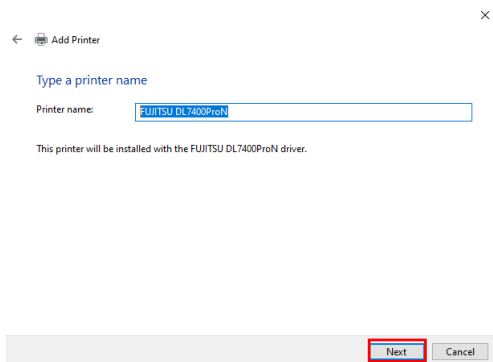 Add Printer
Type a printer name
Printer name: FUJITSU DL7400ProN
This printer will be installed with the FUJITSU DL7400ProN driver.
Next Cancel